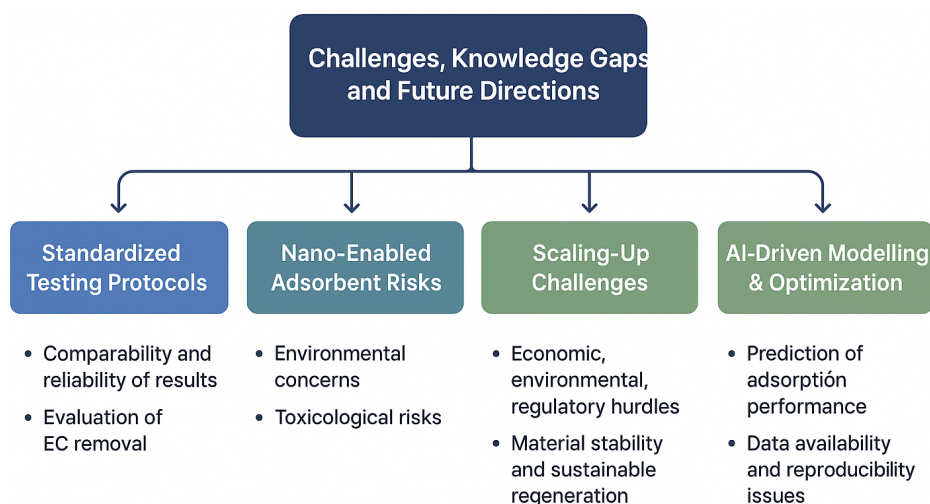 Challenges, Knowledge Gaps
and Future Directions
Standardized
Testing Protocols
• Comparability and
reliability of results
• Evaluation of
EC removal
Nano-Enabled
Adsorbent Risks
• Environmental
concerns
• Toxicological risks
Scaling-Up
Challenges
• Economic,
environmental,
regulatory hurdles
• Material stability
and sustainable
regeneration
AI-Driven Modelling
& Optimization
• Prediction of
adsorptión
performance
• Data availability
and reproducibility
issues